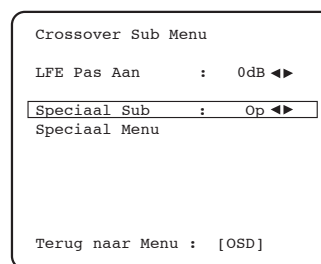 Crossover Sub Menu
LFE Pas Aan : 0dB ◄►
Speciaal Sub : Op ◄►
Speciaal Menu
Terug naar Menu : [OSD]